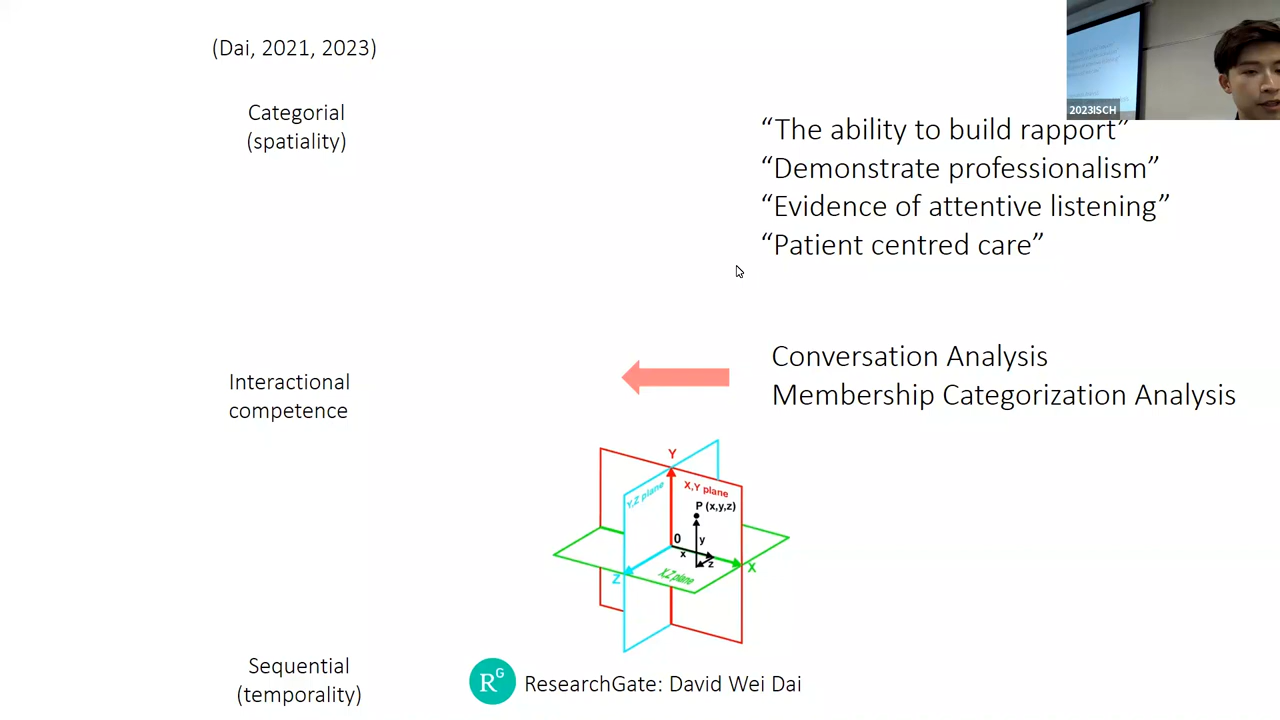 (Dai, 2021, 2023)
Categorial
(spatiality)
2023ISCH
“The ability to build rapport”
“Demonstrate professionalism”
“Evidence of attentive listening”
“Patient centred care”
Interactional
competence
Conversation Analysis
Membership Categorization Analysis
Y
Y,Z plane
X,Y plane
P (x,y,z)
0
y
x
z
X
Z
X,Z plane
Sequential
(temporality)
RG
ResearchGate: David Wei Dai